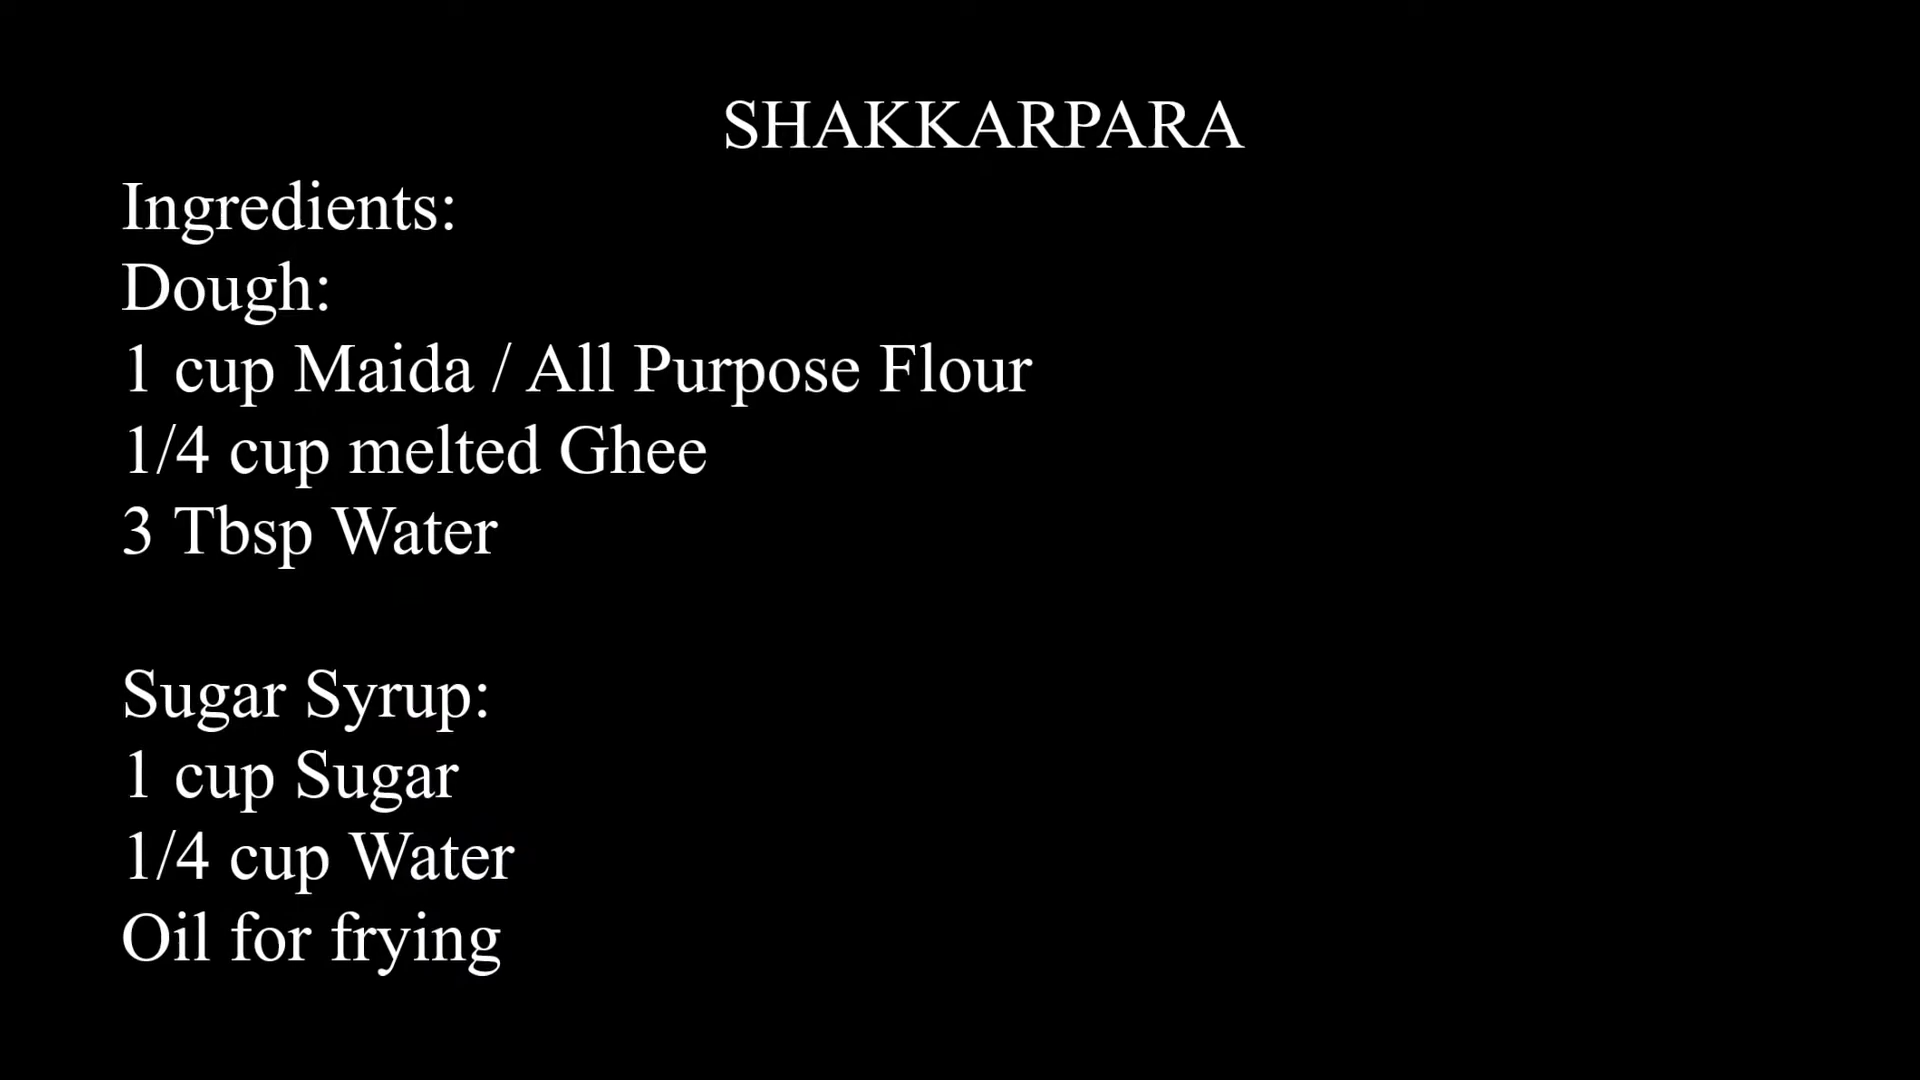 SHAKKARPARA
Ingredients:
Dough:
1 cup Maida / All Purpose Flour
1/4 cup melted Ghee
3 Tbsp Water
Sugar Syrup:
1 cup Sugar
1/4 cup Water
Oil for frying